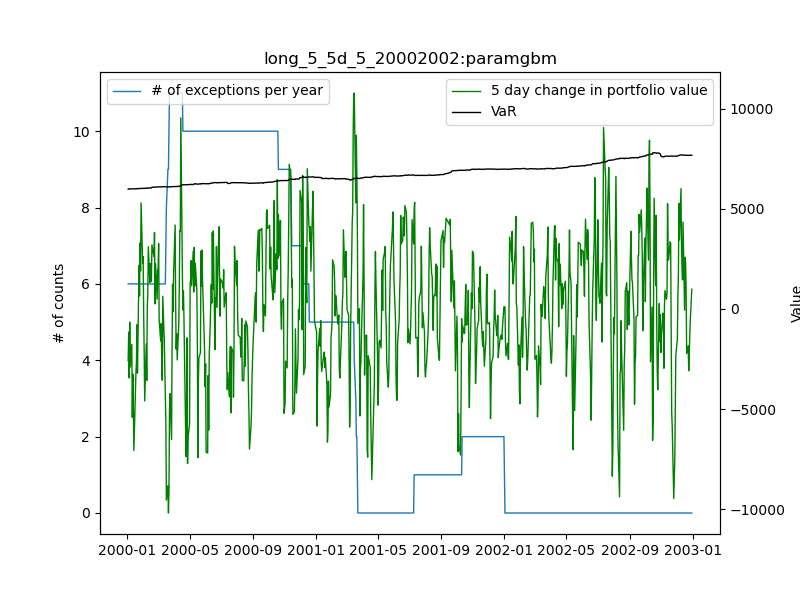 long_5_5d_5_20002002:paramgbm
# of exceptions per year
5 day change in portfolio value
VaR
# of counts
Value
10
8
6
4
2
0
10000
5000
0
−5000
−10000
2000-01 2000-05 2000-09 2001-01 2001-05 2001-09 2002-01 2002-05 2002-09 2003-01